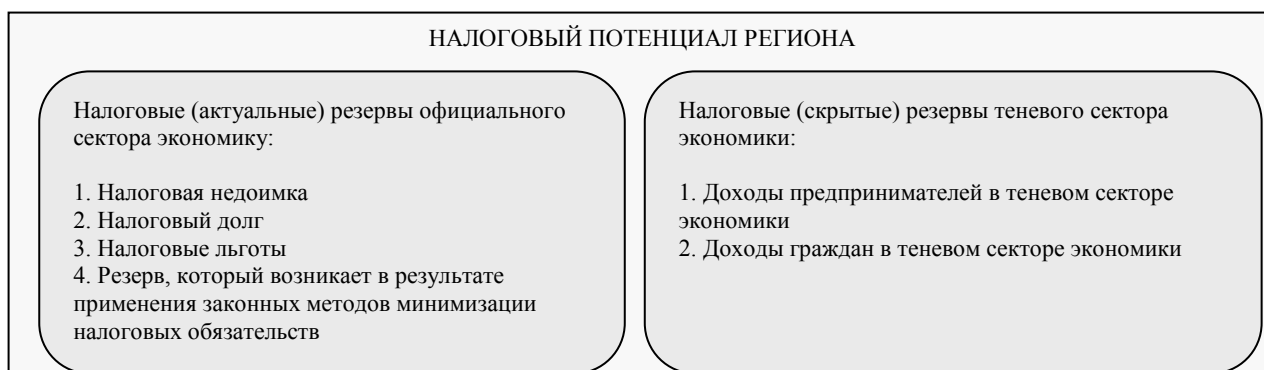 НАЛОГОВЫЙ ПОТЕНЦИАЛ РЕГИОНА
Налоговые (актуальные) резервы официального
сектора экономику:
1. Налоговая недоимка
2. Налоговый долг
3. Налоговые льготы
4. Резерв, который возникает в результате
применения законных методов минимизации
налоговых обязательств
Налоговые (скрытые) резервы теневого сектора
экономики:
1. Доходы предпринимателей в теневом секторе
экономики
2. Доходы граждан в теневом секторе экономики